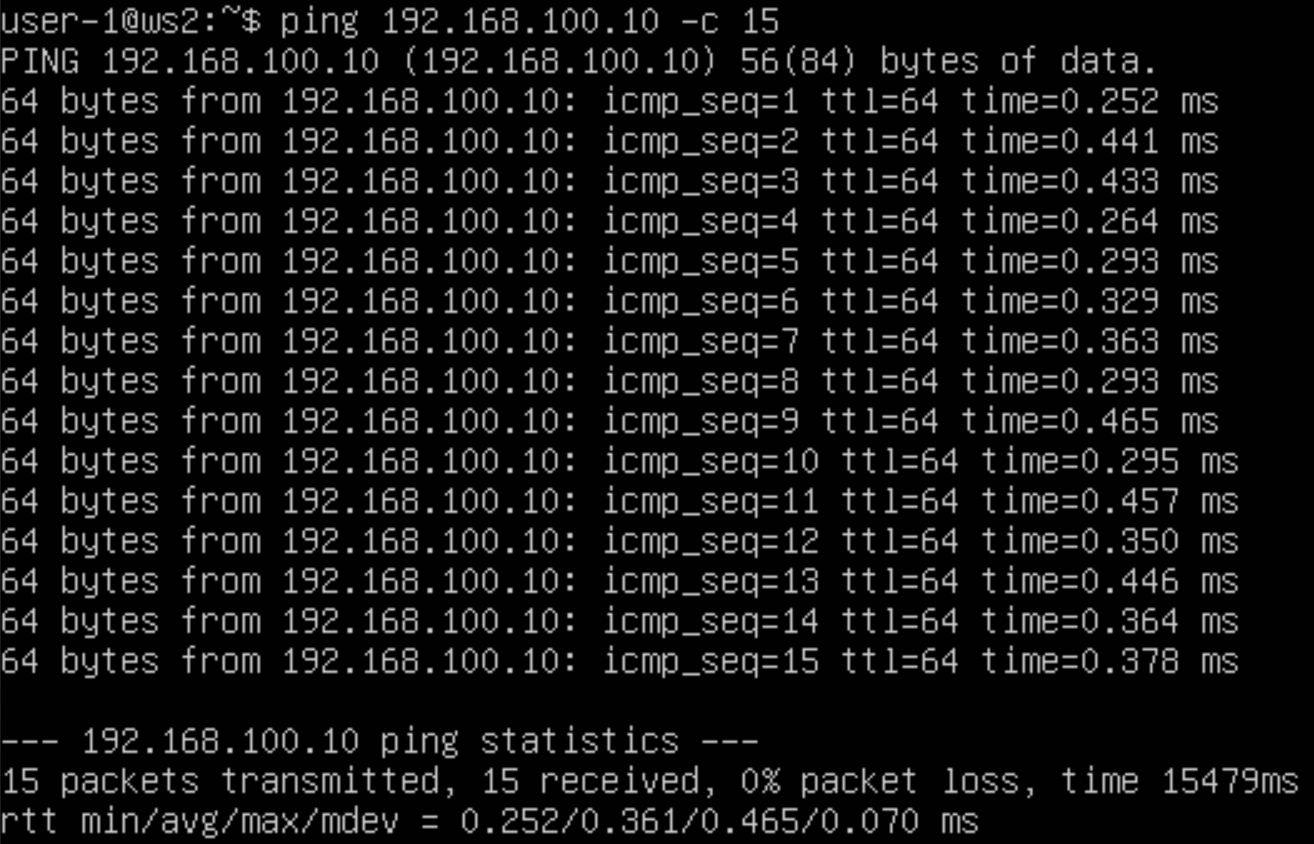 user-1@ws2:~$ ping 192.168.100.10 -c 15
PING 192.168.100.10 (192.168.100.10) 56(84) bytes of data.
64 bytes from 192.168.100.10: icmp_seq=1 ttl=64 time=0.252 ms
64 bytes from 192.168.100.10: icmp_seq=2 ttl=64 time=0.441 ms
64 bytes from 192.168.100.10: icmp_seq=3 ttl=64 time=0.433 ms
64 bytes from 192.168.100.10: icmp_seq=4 ttl=64 time=0.264 ms
64 bytes from 192.168.100.10: icmp_seq=5 ttl=64 time=0.293 ms
64 bytes from 192.168.100.10: icmp_seq=6 ttl=64 time=0.329 ms
64 bytes from 192.168.100.10: icmp_seq=7 ttl=64 time=0.363 ms
64 bytes from 192.168.100.10: icmp_seq=8 ttl=64 time=0.293 ms
64 bytes from 192.168.100.10: icmp_seq=9 ttl=64 time=0.465 ms
64 bytes from 192.168.100.10: icmp_seq=10 ttl=64 time=0.295 ms
64 bytes from 192.168.100.10: icmp_seq=11 ttl=64 time=0.457 ms
64 bytes from 192.168.100.10: icmp_seq=12 ttl=64 time=0.350 ms
64 bytes from 192.168.100.10: icmp_seq=13 ttl=64 time=0.446 ms
64 bytes from 192.168.100.10: icmp_seq=14 ttl=64 time=0.364 ms
64 bytes from 192.168.100.10: icmp_seq=15 ttl=64 time=0.378 ms
--- 192.168.100.10 ping statistics ---
15 packets transmitted, 15 received, 0% packet loss, time 15479ms
rtt min/avg/max/mdev = 0.252/0.361/0.465/0.070 ms